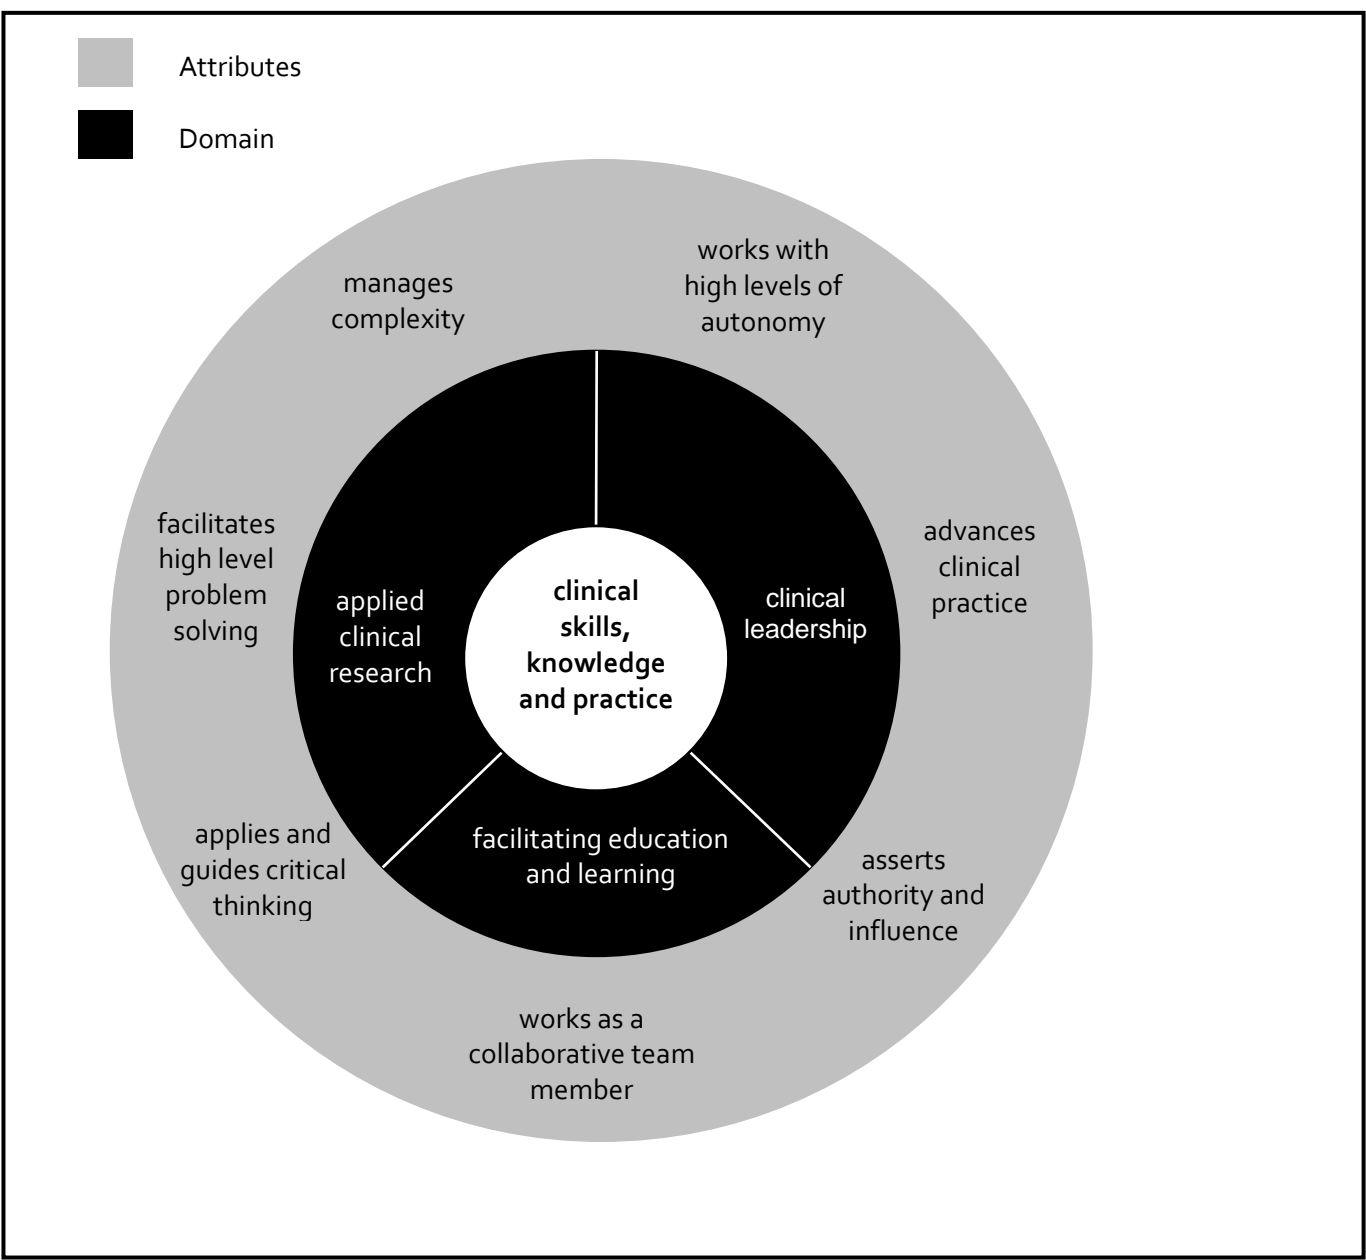 Attributes
Domain
works with
high levels of
autonomy
manages
complexity
facilitates
high level
problem
solving
advances
clinical
practice
applied
clinical
research
clinical
skills,
knowledge
and practice
clinical
leadership
applies and
guides critical
thinking
facilitating education
and learning
asserts
authority and
influence
works as a
collaborative team
member